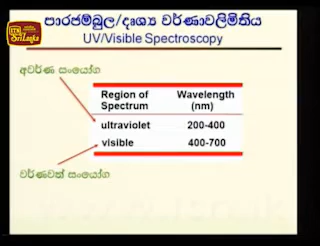 පාරජම්බුල/දෘශ්‍ය වර්ණාවලිමිතිය
UV/Visible Spectroscopy
අවර්ණ සංයෝග
Region of Spectrum Wavelength (nm)
ultraviolet 200-400
visible 400-700
වර්ණවත් සංයෝග